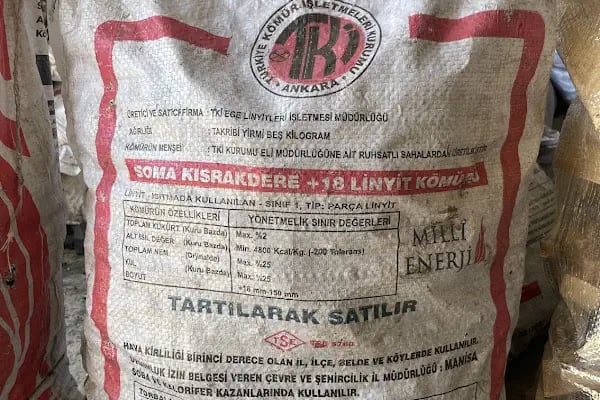 TÜRKİYE KÖMÜR İŞLETMELERİ KURUMU
TKİ
- ANKARA -
ÜRETİCİ VE SATICI FİRMA : TKİ EGE LİNYİTLERİ İŞLETMESİ MÜDÜRLÜĞÜ
AĞIRLIĞI : TAKRİBİ YİRMİ BEŞ KİLOGRAM
KÖMÜRÜN MENŞEİ : TKİ KURUMU ELİ MÜDÜRLÜĞÜNE AİT RUHSATLI SAHALARDAN
SOMA KISRAKDERE +18 LİNYİT KÖMÜRÜ
LİNYİT - ISITMADA KULLANILAN - SINIF 1, TİP: PARÇA LİNYİT
KÖMÜRÜN ÖZELLİKLERİ YÖNETMELİK SINIR DEĞERLERİ
TOPLAM KÜKÜRT (Kuru Bazda) Max. %2
ALT ISIL DEĞER (Kuru Bazda) Min. 4800 Kcal/Kg. (-200 Tolerans)
TOPLAM NEM (Orjinalde) Max. %25
KÜL (Kuru Bazda) Max. %25
BOYUT +18 mm-150 mm
MİLLİ
ENERJİ
TARTILARAK SATILIR
TSE
HAVA KİRLİLİĞİ BİRİNCİ DERECE OLAN İL, İLÇE, BELDE VE KÖYLERDE KULLANILIR.
İZİN BELGESİ VEREN ÇEVRE VE ŞEHİRCİLİK İL MÜDÜRLÜĞÜ : MANİSA
SOBA VE KALORİFER KAZANLARINDA KULLANILIR.